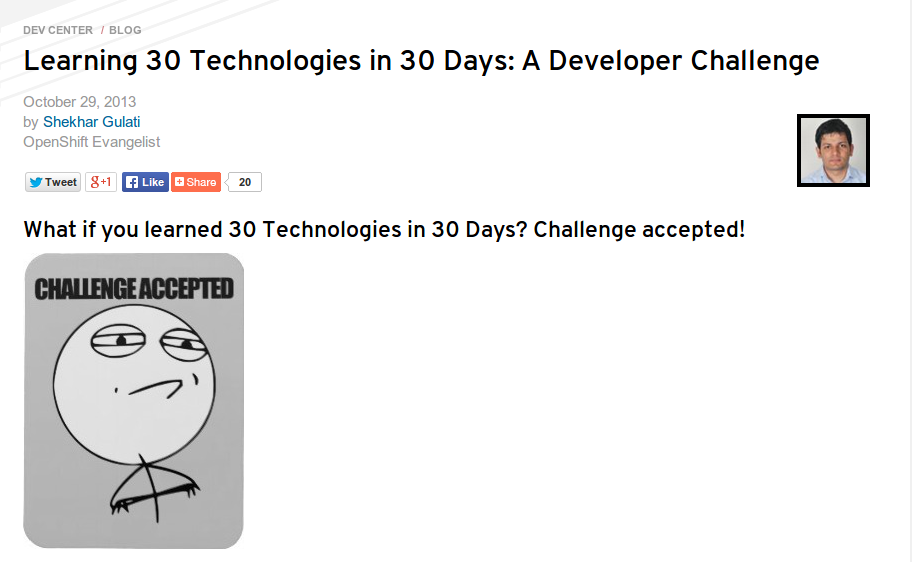 DEV CENTER / BLOG
Learning 30 Technologies in 30 Days: A Developer Challenge
October 29, 2013
by Shekhar Gulati
OpenShift Evangelist
Tweet +1 Like Share 20
What if you learned 30 Technologies in 30 Days? Challenge accepted!
CHALLENGE ACCEPTED